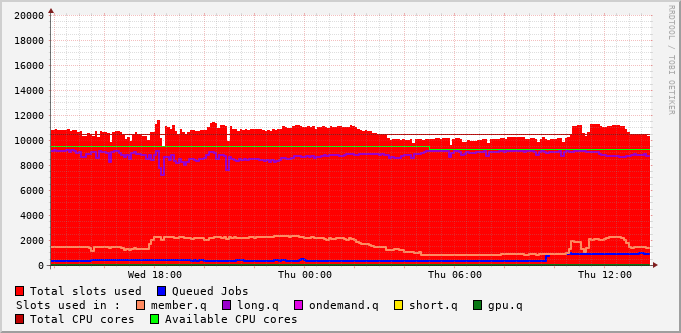 RRDTOOL / TOBI OETIKER
20000
18000
16000
14000
12000
10000
8000
6000
4000
2000
0
Wed 18:00 Thu 00:00 Thu 06:00 Thu 12:00
Total slots used Queued Jobs
Slots used in : member.q long.q ondemand.q short.q gpu.q
Total CPU cores Available CPU cores